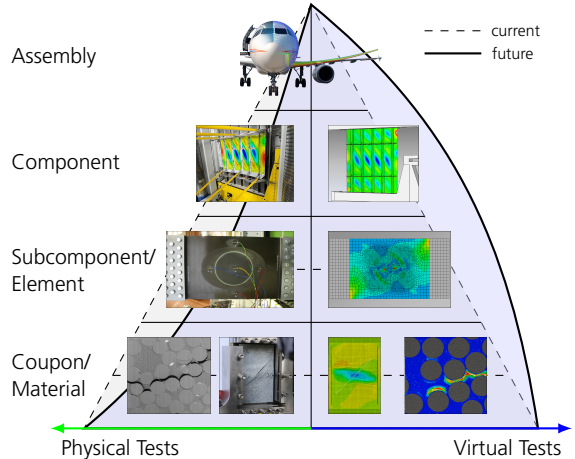 current
future
Assembly
Component
Subcomponent/
Element
Coupon/
Material
Physical Tests
Virtual Tests